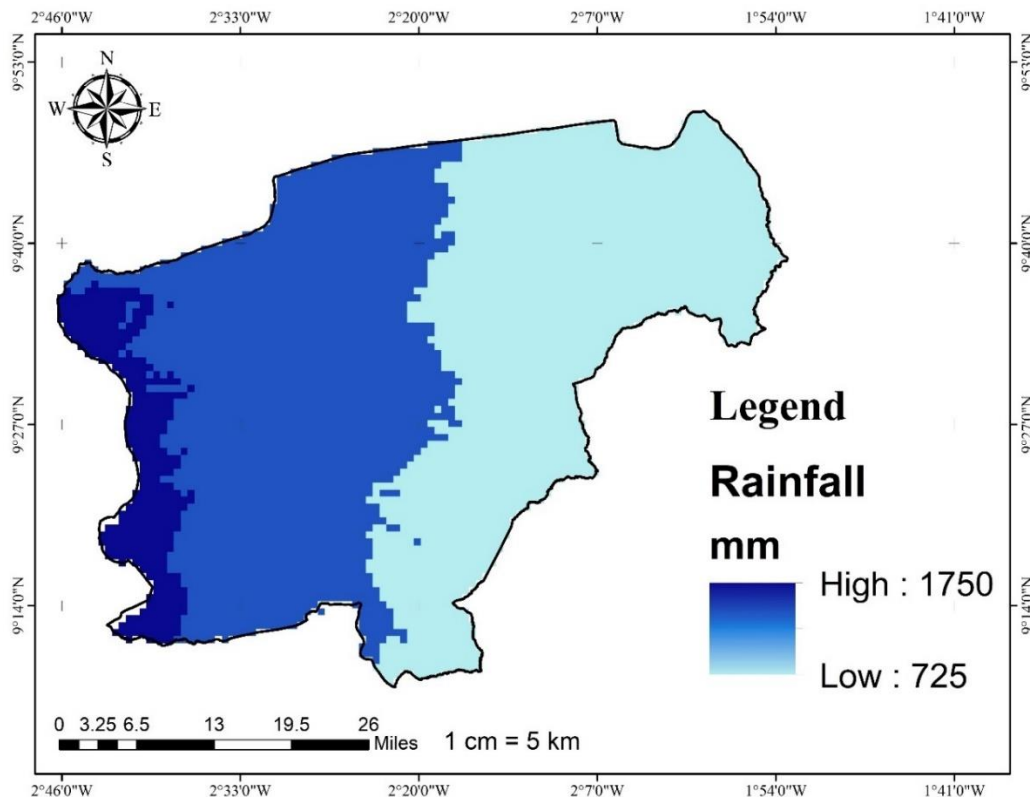 2°46'0"W 2°33'0"W 2°20'0"W 2°70'0"W 1°54'0"W 1°41'0"W
9°53'0"N 9°53'0"N
N
W E
S
9°40'0"N 9°40'0"N
9°27'0"N 9°27'0"N
Legend
Rainfall
mm
High : 1750
9°14'0"N 9°14'0"N
Low : 725
0 3.25 6.5 13 19.5 26
Miles 1 cm = 5 km
2°46'0"W 2°33'0"W 2°20'0"W 2°70'0"W 1°54'0"W 1°41'0"W